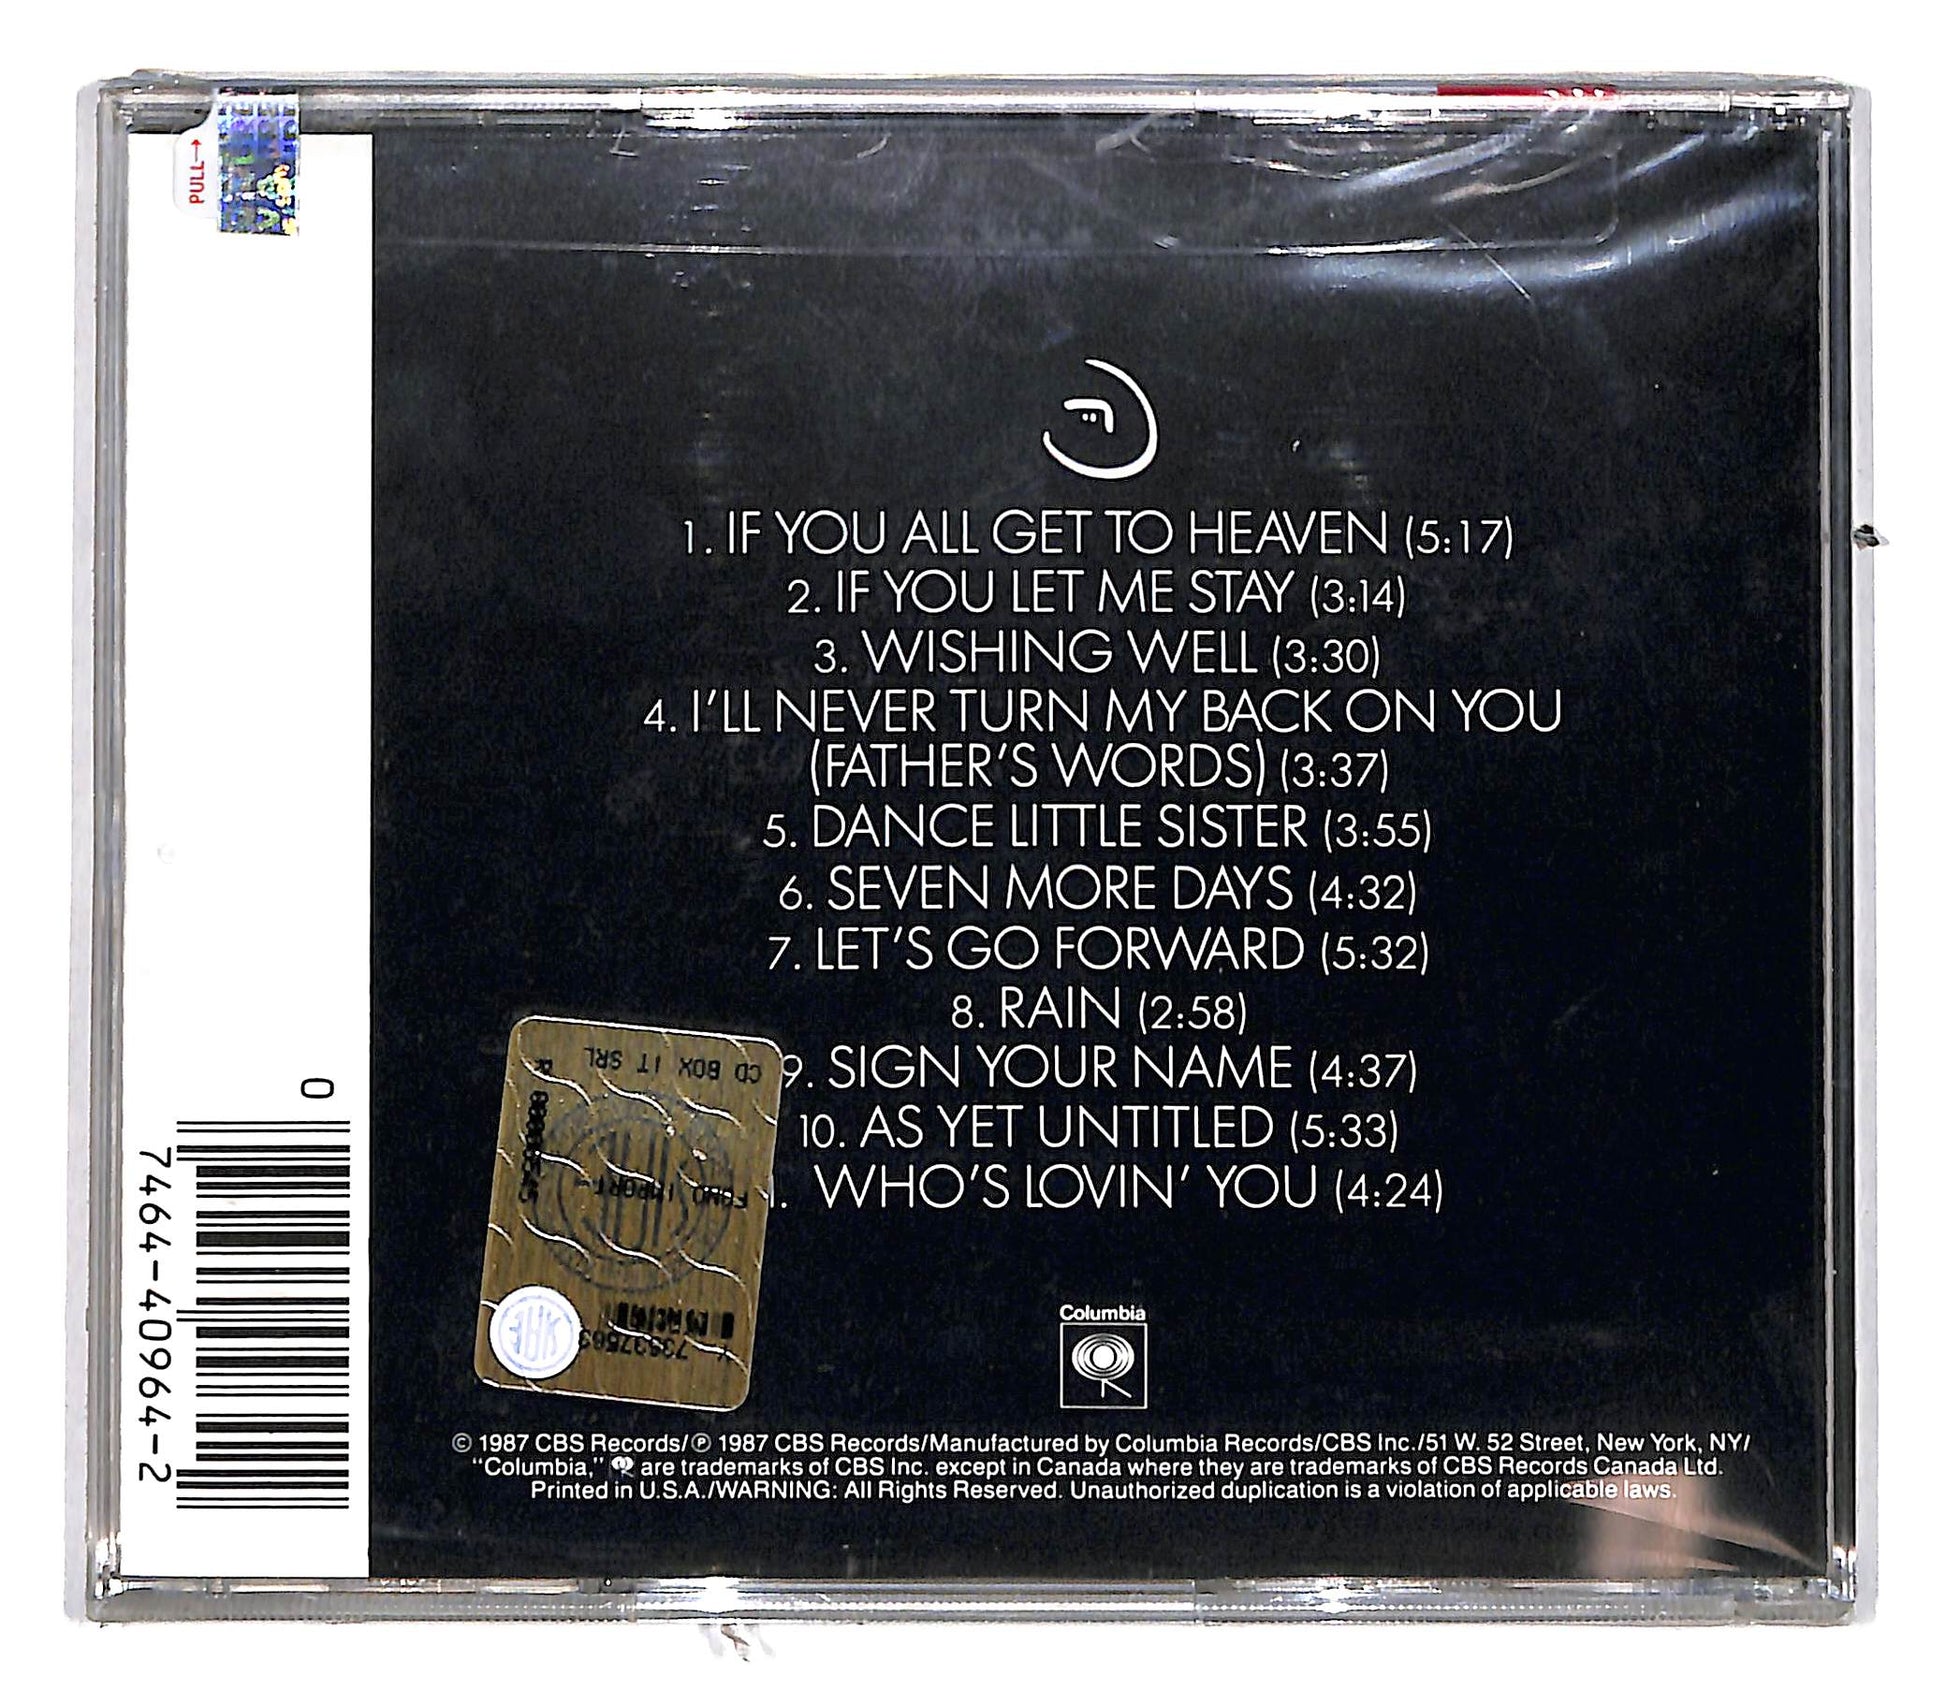 PULL→
1. IF YOU ALL GET TO HEAVEN (5:17)
2. IF YOU LET ME STAY (3:14)
3. WISHING WELL (3:30)
4. I'LL NEVER TURN MY BACK ON YOU
(FATHER'S WORDS) (3:37)
5. DANCE LITTLE SISTER (3:55)
6. SEVEN MORE DAYS (4:32)
7. LET'S GO FORWARD (5:32)
8. RAIN (2:58)
9. SIGN YOUR NAME (4:37)
10. AS YET UNTITLED (5:33)
WHO'S LOVIN' YOU (4:24)
CD BOX IT SRL
FONO IMPORT
SIAE
SIAE
0
7464-40964-2
Columbia
© 1987 CBS Records/℗ 1987 CBS Records/Manufactured by Columbia Records/CBS Inc./51 W. 52 Street, New York, NY/
"Columbia," are trademarks of CBS Inc. except in Canada where they are trademarks of CBS Records Canada Ltd.
Printed in U.S.A./WARNING: All Rights Reserved. Unauthorized duplication is a violation of applicable laws.